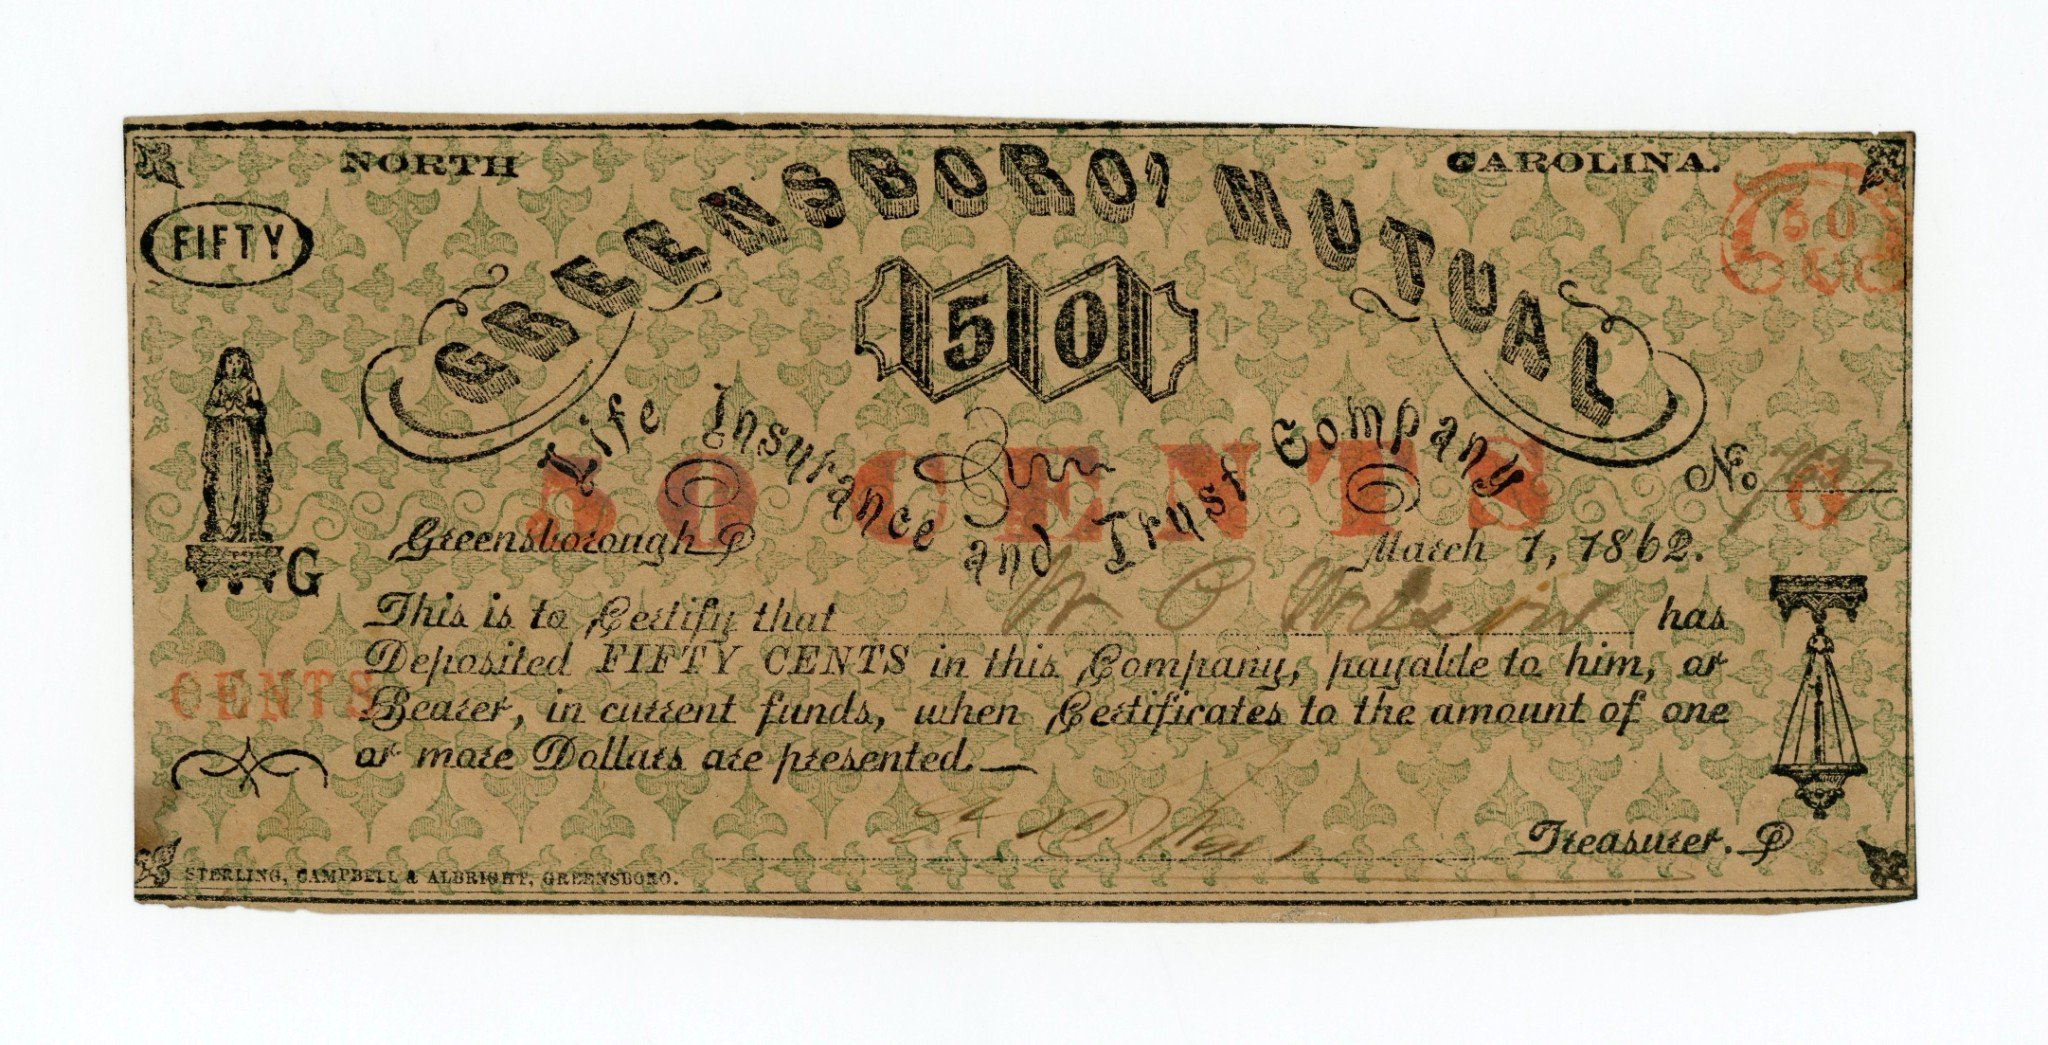 NORTH CAROLINA.
GREENSBORO' MUTUAL
50
FIFTY
50
Life Insurance and Trust Company
50 CENTS
No
G
Greensborough March 1, 1862.
This is to Certify that W C has
Deposited FIFTY CENTS in this Company, payable to him, or
CENTS
Bearer, in current funds, when Certificates to the amount of one
or more Dollars are presented.
Treasurer.
STERLING, CAMPBELL & ALBRIGHT, GREENSBORO.